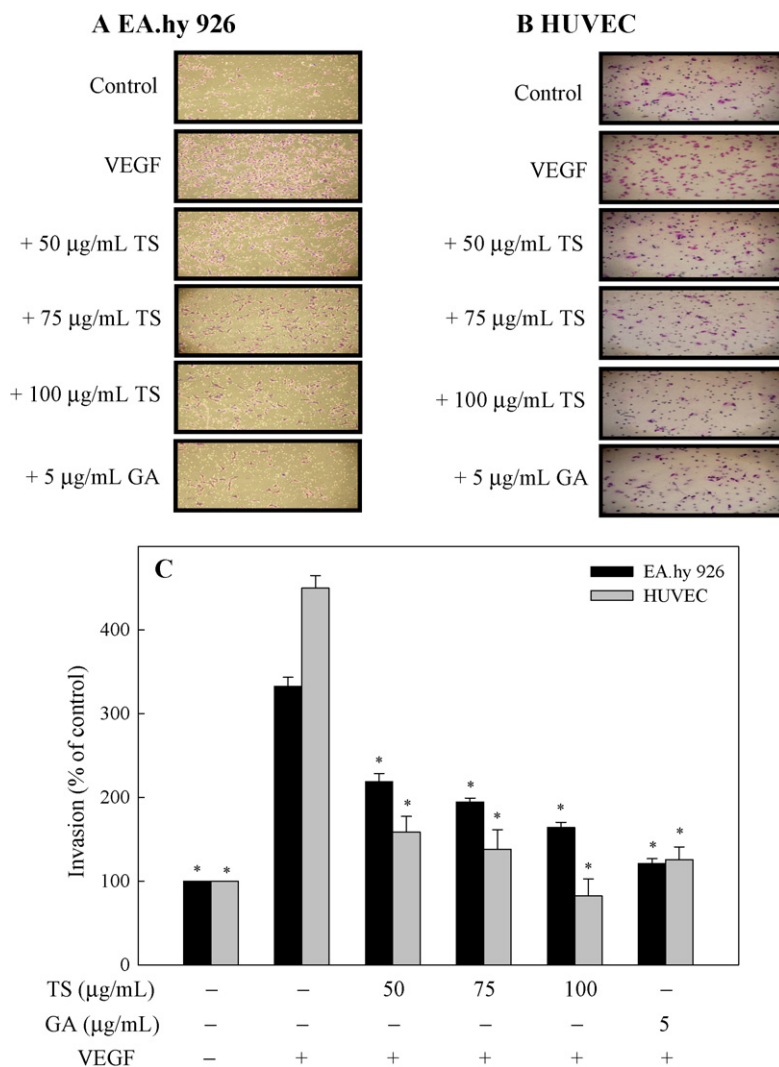 A EA.hy 926
B HUVEC
Control
Control
VEGF
VEGF
+ 50 µg/mL TS
+ 50 µg/mL TS
+ 75 µg/mL TS
+ 75 µg/mL TS
+ 100 µg/mL TS
+ 100 µg/mL TS
+ 5 µg/mL GA
+ 5 µg/mL GA
C
EA.hy 926
HUVEC
Invasion (% of control)
400
300
200
100
0
* * * * * * * * * *
TS (µg/mL) – – 50 75 100 –
GA (µg/mL) – – – – – 5
VEGF – + + + + +